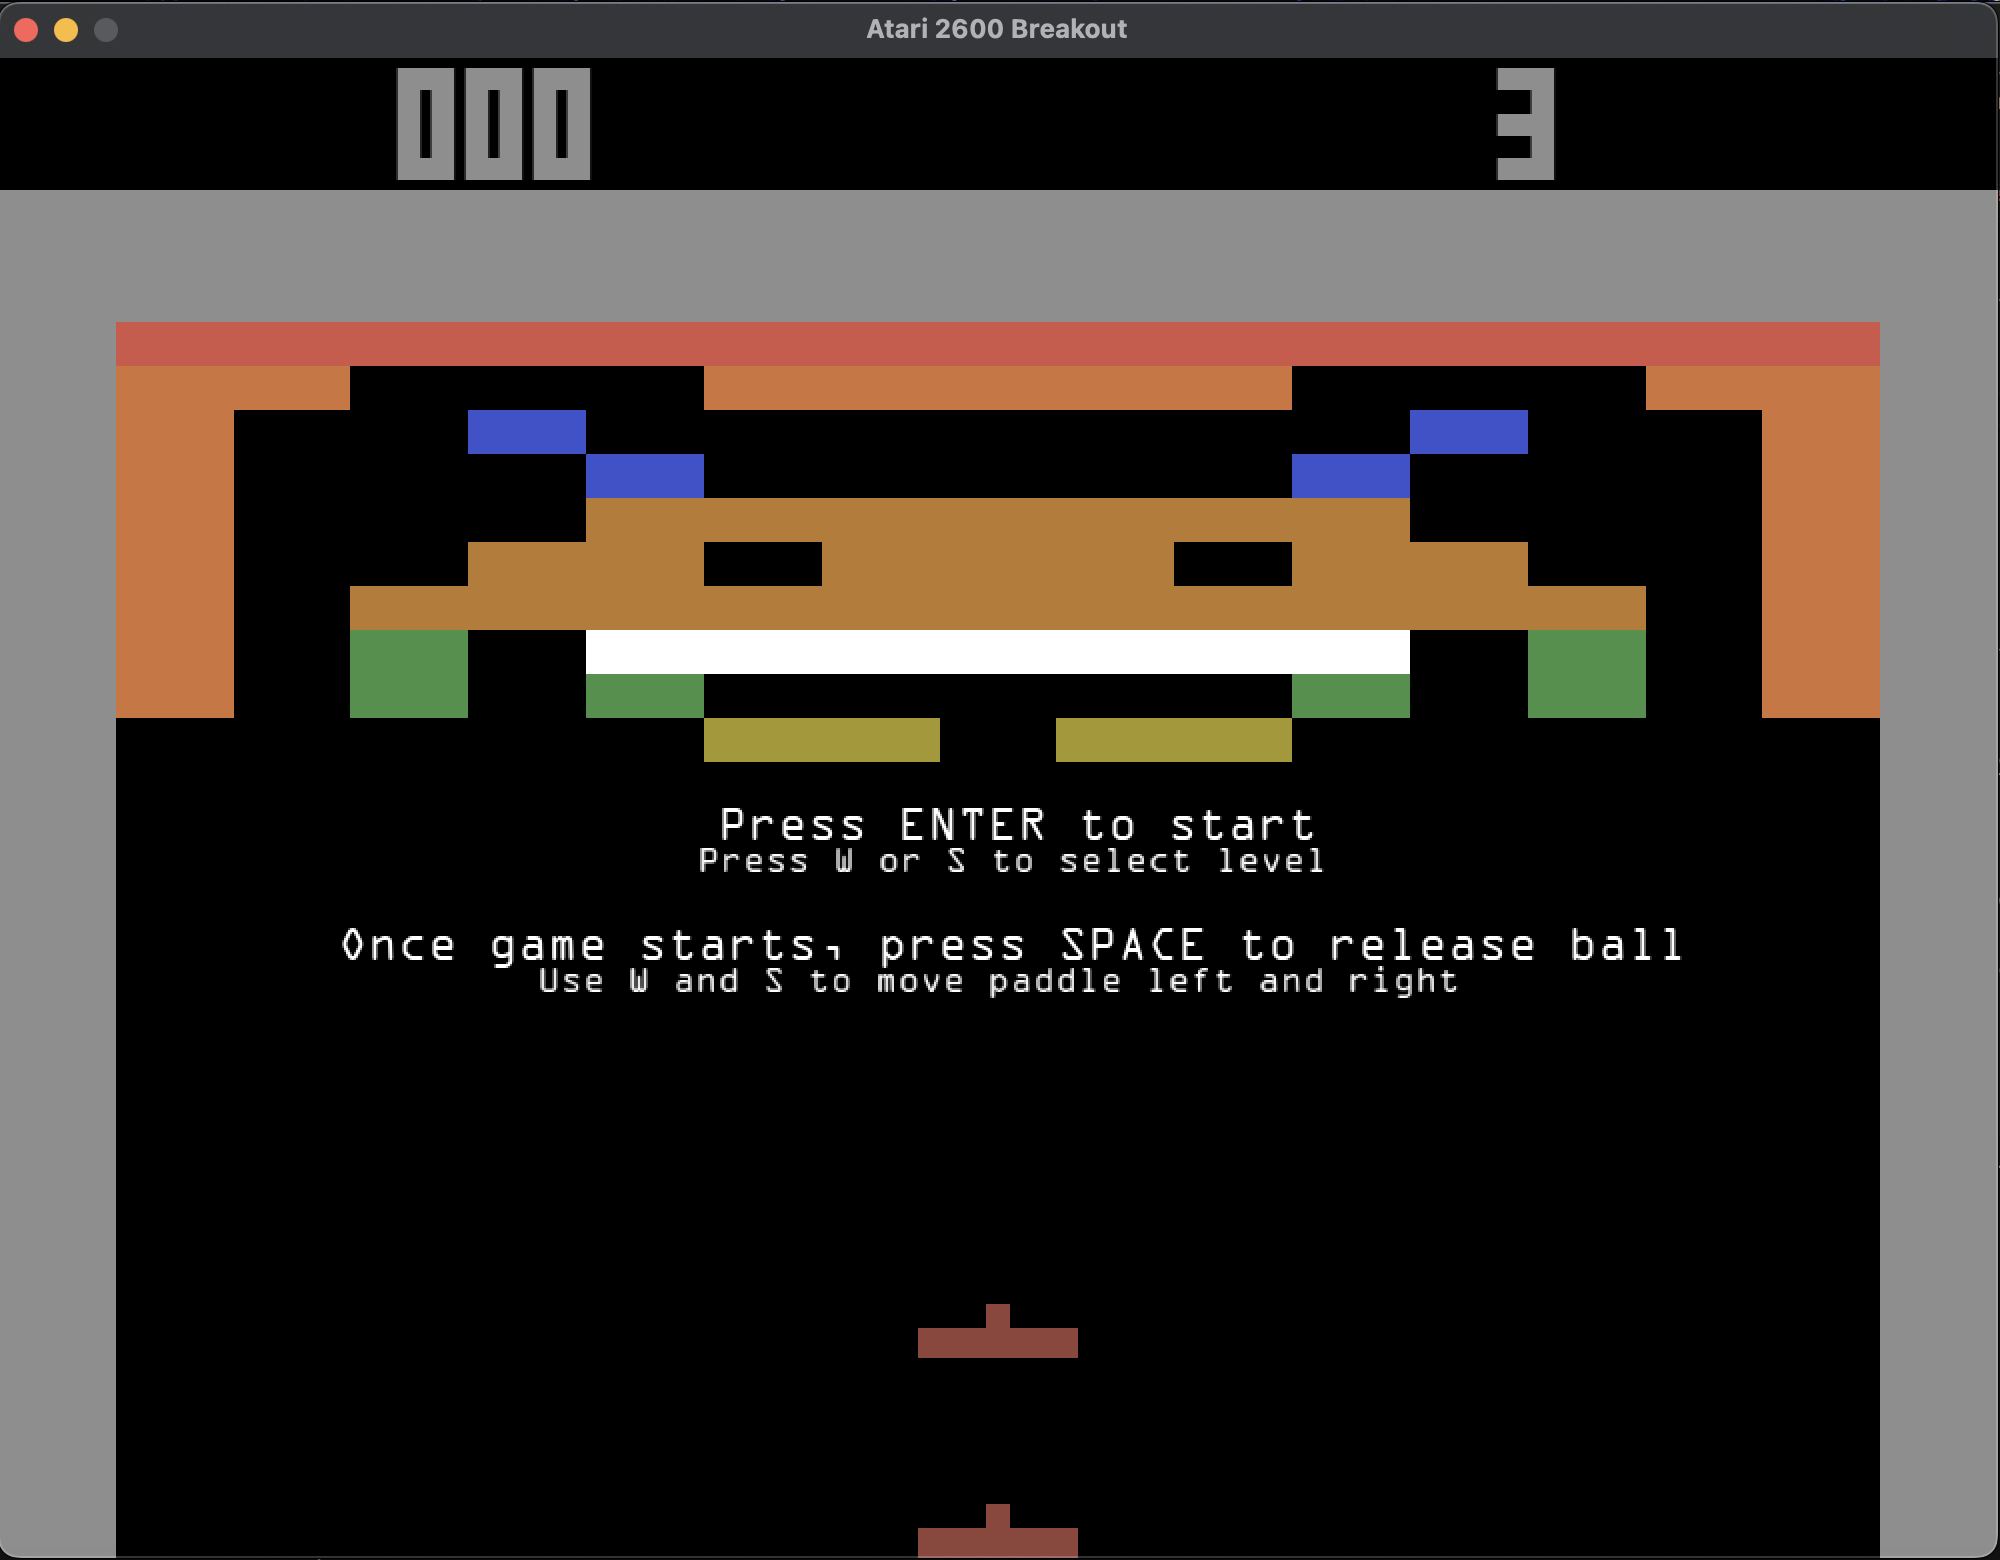 Atari 2600 Breakout
000 3
Press ENTER to start
Press W or S to select level
Once game starts, press SPACE to release ball
Use W and S to move paddle left and right